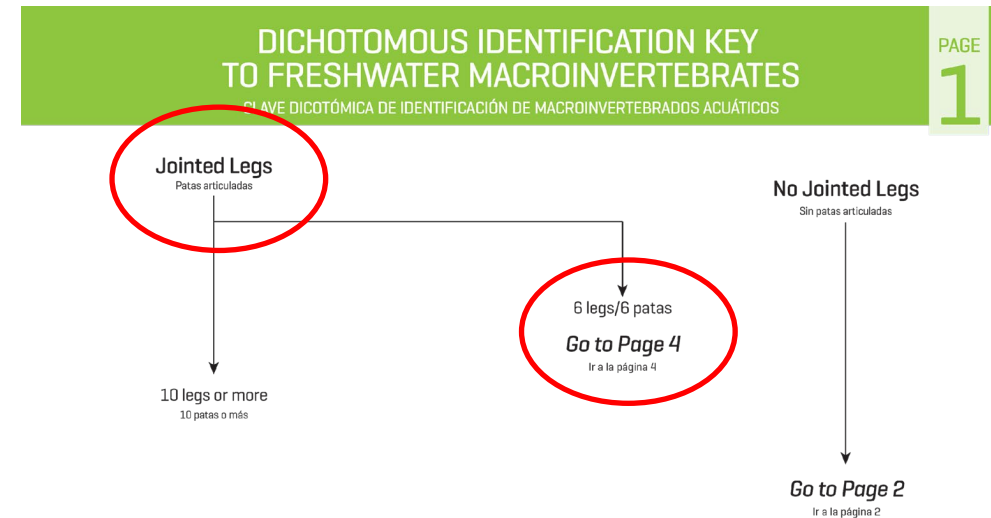 DICHOTOMOUS IDENTIFICATION KEY
TO FRESHWATER MACROINVERTEBRATES
CLAVE DICOTÓMICA DE IDENTIFICACIÓN DE MACROINVERTEBRADOS ACUÁTICOS
PAGE
1
Jointed Legs
Patas articuladas
No Jointed Legs
Sin patas articuladas
6 legs/6 patas
Go to Page 4
Ir a la página 4
10 legs or more
10 patas o más
Go to Page 2
Ir a la página 2